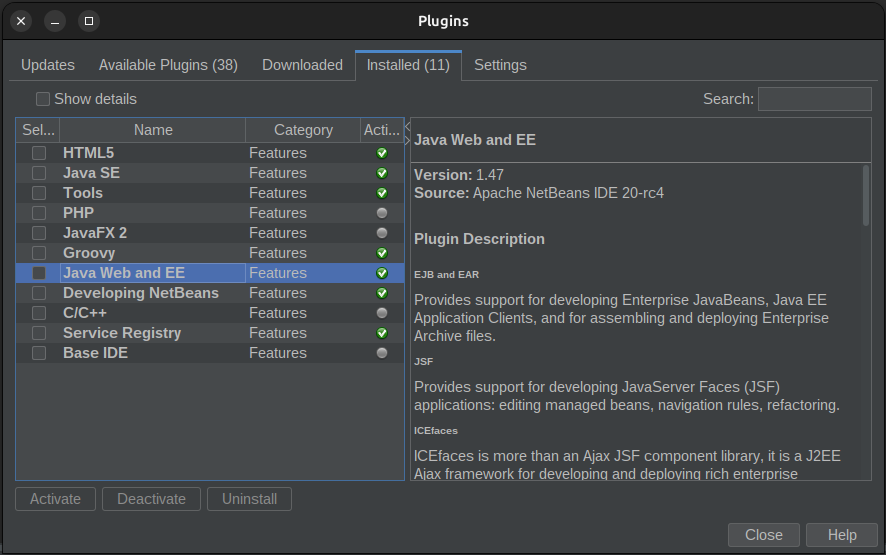 Plugins
Updates Available Plugins (38) Downloaded Installed (11) Settings
Show details Search:
Sel... Name Category Acti...
HTML5 Features
Java SE Features
Tools Features
PHP Features
JavaFX 2 Features
Groovy Features
Java Web and EE Features
Developing NetBeans Features
C/C++ Features
Service Registry Features
Base IDE Features
Java Web and EE
Version: 1.47
Source: Apache NetBeans IDE 20-rc4
Plugin Description
EJB and EAR
Provides support for developing Enterprise JavaBeans, Java EE
Application Clients, and for assembling and deploying Enterprise
Archive files.
JSF
Provides support for developing JavaServer Faces (JSF)
applications: editing managed beans, navigation rules, refactoring.
ICEfaces
ICEfaces is more than an Ajax JSF component library, it is a J2EE
Ajax framework for developing and deploying rich enterprise
Activate Deactivate Uninstall
Close Help